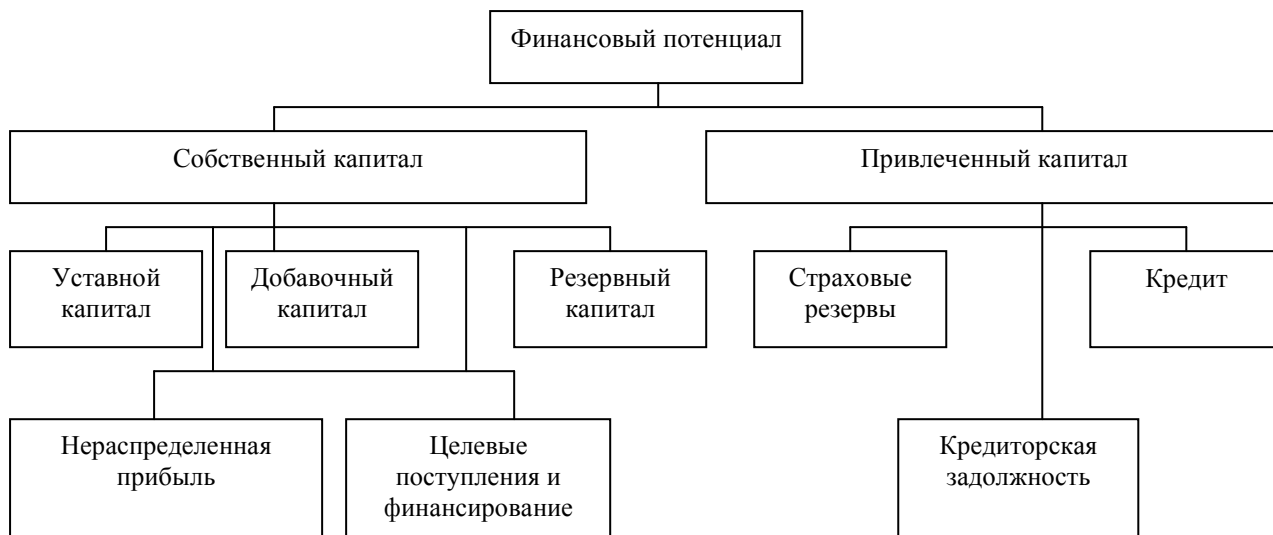 Финансовый потенциал
Собственный капитал
Привлеченный капитал
Уставной
капитал
Добавочный
капитал
Резервный
капитал
Страховые
резервы
Кредит
Нераспределенная
прибыль
Целевые
поступления и
финансирование
Кредиторская
задолжность